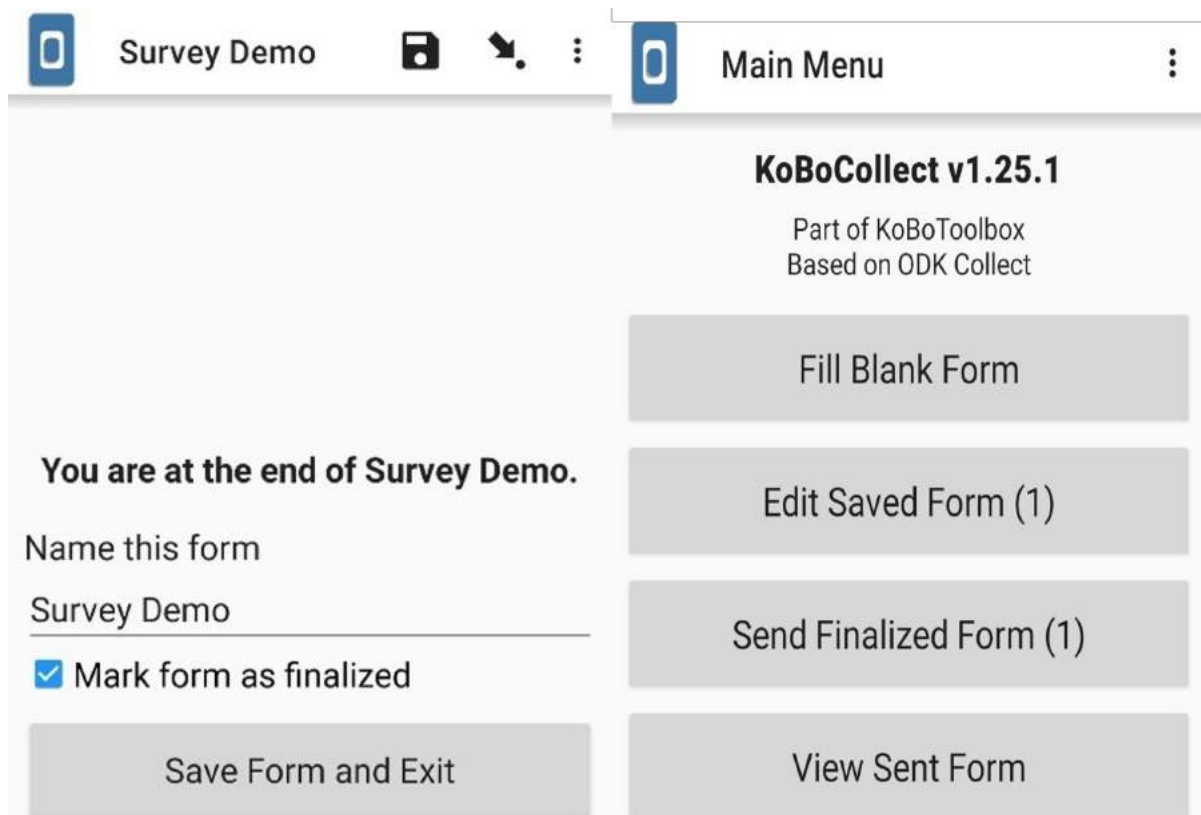 Survey Demo
You are at the end of Survey Demo.
Name this form
Survey Demo
Mark form as finalized
Save Form and Exit
Main Menu
KoBoCollect v1.25.1
Part of KoBoToolbox
Based on ODK Collect
Fill Blank Form
Edit Saved Form (1)
Send Finalized Form (1)
View Sent Form